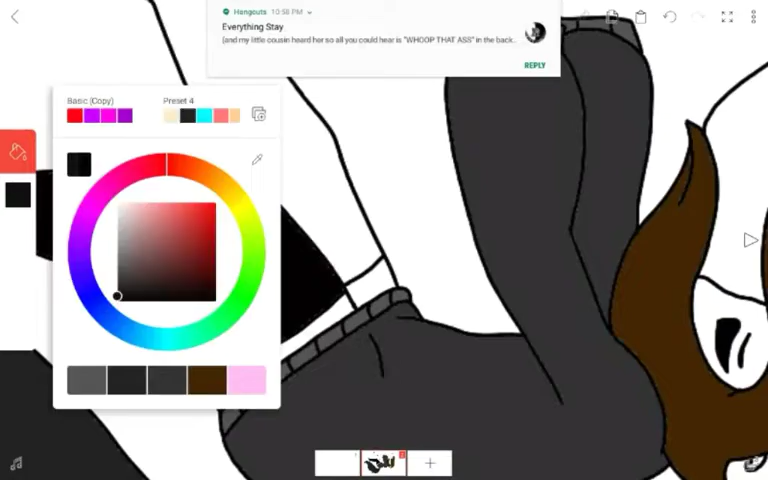 Hangouts 10:58 PM
Everything Stay
(and my little cousin heard her so all you could hear is "WHOOP THAT ASS" in the back.
REPLY
Basic (Copy) Preset 4